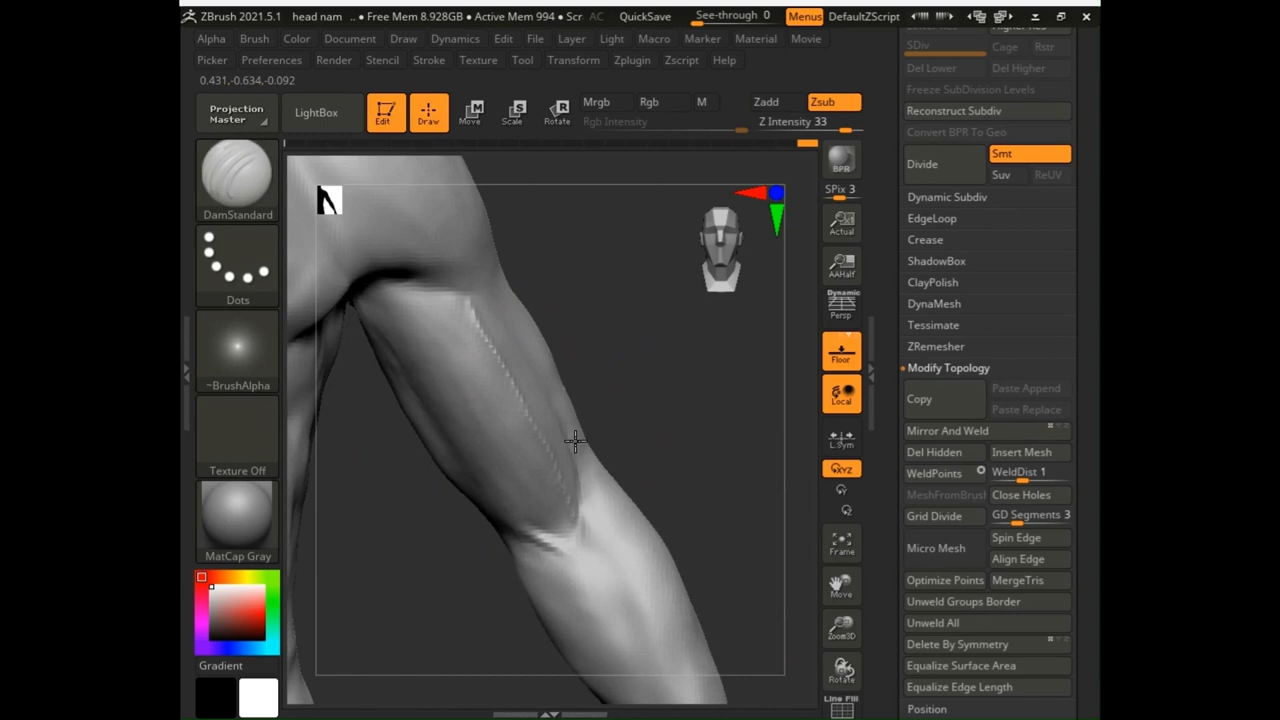 ZBrush 2021.5.1 head nam .. ● Free Mem 8.928GB ● Active Mem 994 ● Scr AC QuickSave See-through 0 Menus DefaultZScript
Alpha Brush Color Document Draw Dynamics Edit File Layer Light Macro Marker Material Movie
Picker Preferences Render Stencil Stroke Texture Tool Transform Zplugin Zscript Help
0.431,-0.634,-0.092
Projection
Master
LightBox
Edit
Draw
Move
Scale
Rotate
Mrgb Rgb M
Rgb Intensity
Zadd Zsub
Z Intensity 33
DamStandard
Dots
~BrushAlpha
Texture Off
MatCap Gray
Gradient
BPR
SPix 3
Actual
AAHalf
Dynamic
Persp
Floor
Local
L.Sym
XYZ
Frame
Move
Zoom3D
Rotate
Line Fill
SDiv Cage Rstr
Del Lower Del Higher
Freeze SubDivision Levels
Reconstruct Subdiv
Convert BPR To Geo
Divide Smt
Suv ReUV
Dynamic Subdiv
EdgeLoop
Crease
ShadowBox
ClayPolish
DynaMesh
Tessimate
ZRemesher
Modify Topology
Copy Paste Append
Paste Replace
Mirror And Weld
Del Hidden Insert Mesh
WeldPoints WeldDist 1
MeshFromBrush Close Holes
Grid Divide GD Segments 3
Micro Mesh Spin Edge
Align Edge
Optimize Points MergeTris
Unweld Groups Border
Unweld All
Delete By Symmetry
Equalize Surface Area
Equalize Edge Length
Position